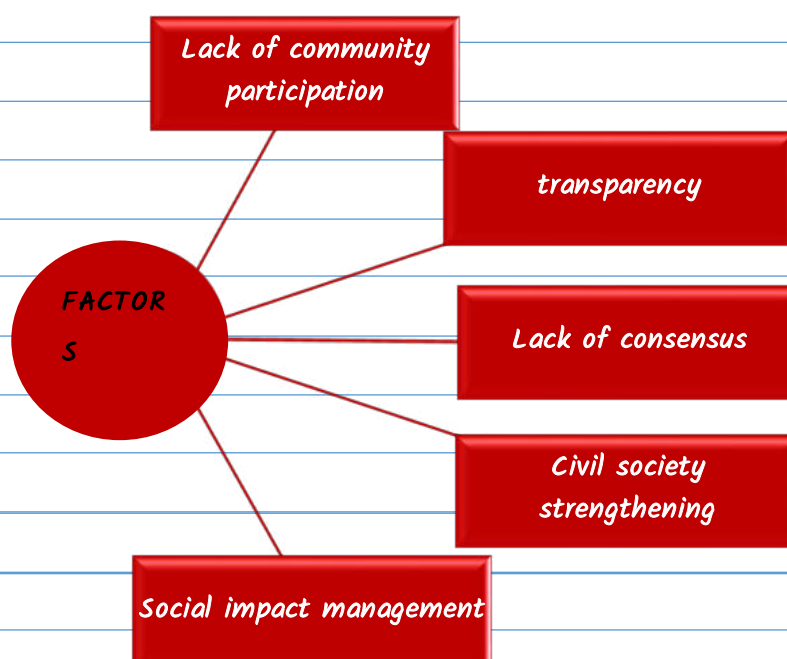 Lack of community
participation
transparency
FACTOR
S
Lack of consensus
Civil society
strengthening
Social impact management